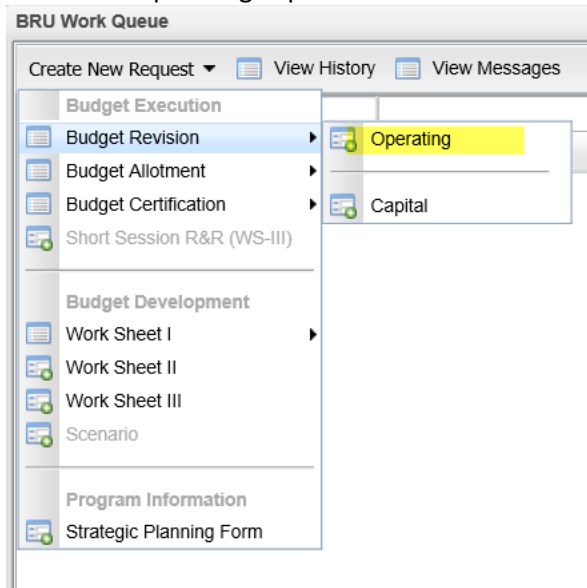 BRU Work Queue
Create New Request View History View Messages
Budget Execution
Budget Revision
Operating
Budget Allotment
Budget Certification
Capital
Short Session R&R (WS-III)
Budget Development
Work Sheet I
Work Sheet II
Work Sheet III
Scenario
Program Information
Strategic Planning Form